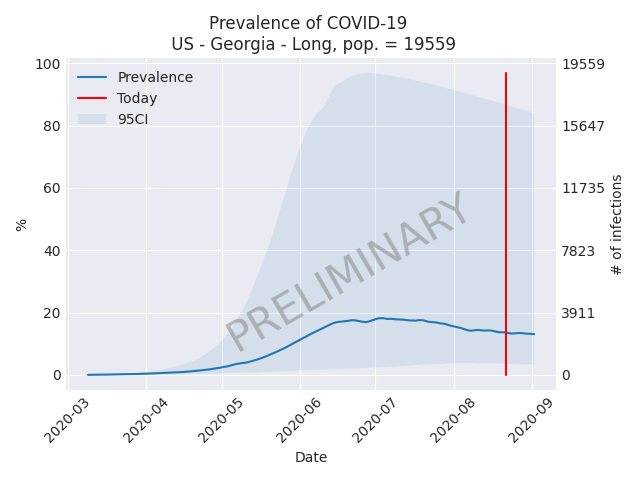 Prevalence of COVID-19
US - Georgia - Long, pop. = 19559
Prevalence
Today
95CI
100
80
60
40
20
0
%
19559
15647
11735
7823
3911
0
# of infections
PRELIMINARY
2020-03
2020-04
2020-05
2020-06
2020-07
2020-08
2020-09
Date